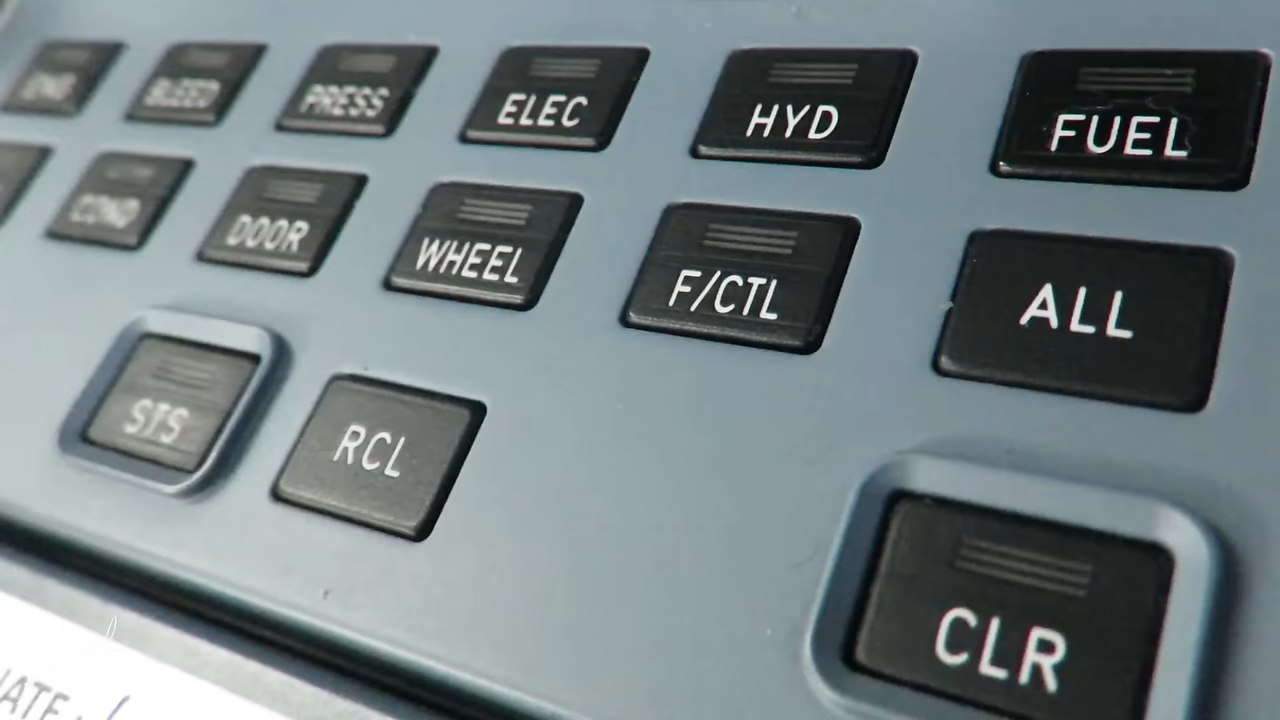 BLEED PRESS ELEC HYD FUEL
COND DOOR WHEEL F/CTL ALL
STS RCL
CLR